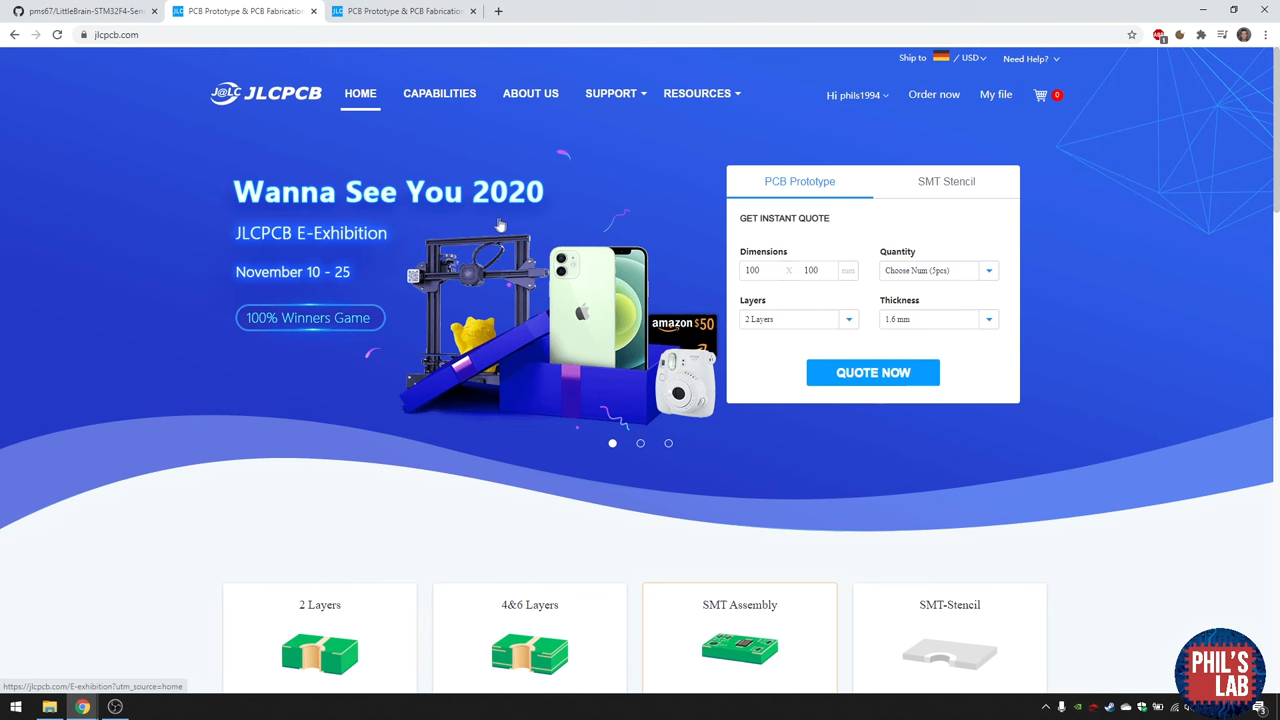 pms67/LittleBrain-STM32F4-Sens
PCB Prototype & PCB Fabrication
PCB Prototype & PCB Fabrication
jlcpcb.com
Ship to / USD
Need Help?
J@LC JLCPCB
HOME
CAPABILITIES
ABOUT US
SUPPORT
RESOURCES
Hi phils1994
Order now
My file
0
Wanna See You 2020
JLCPCB E-Exhibition
November 10 - 25
100% Winners Game
amazon $50
PCB Prototype
SMT Stencil
GET INSTANT QUOTE
Dimensions
Quantity
100 X 100 mm
Choose Num (5pcs)
Layers
Thickness
2 Layers
1.6 mm
QUOTE NOW
2 Layers
4&6 Layers
SMT Assembly
SMT-Stencil
https://jlcpcb.com/E-exhibition?utm_source=home
PHIL'S
LAB